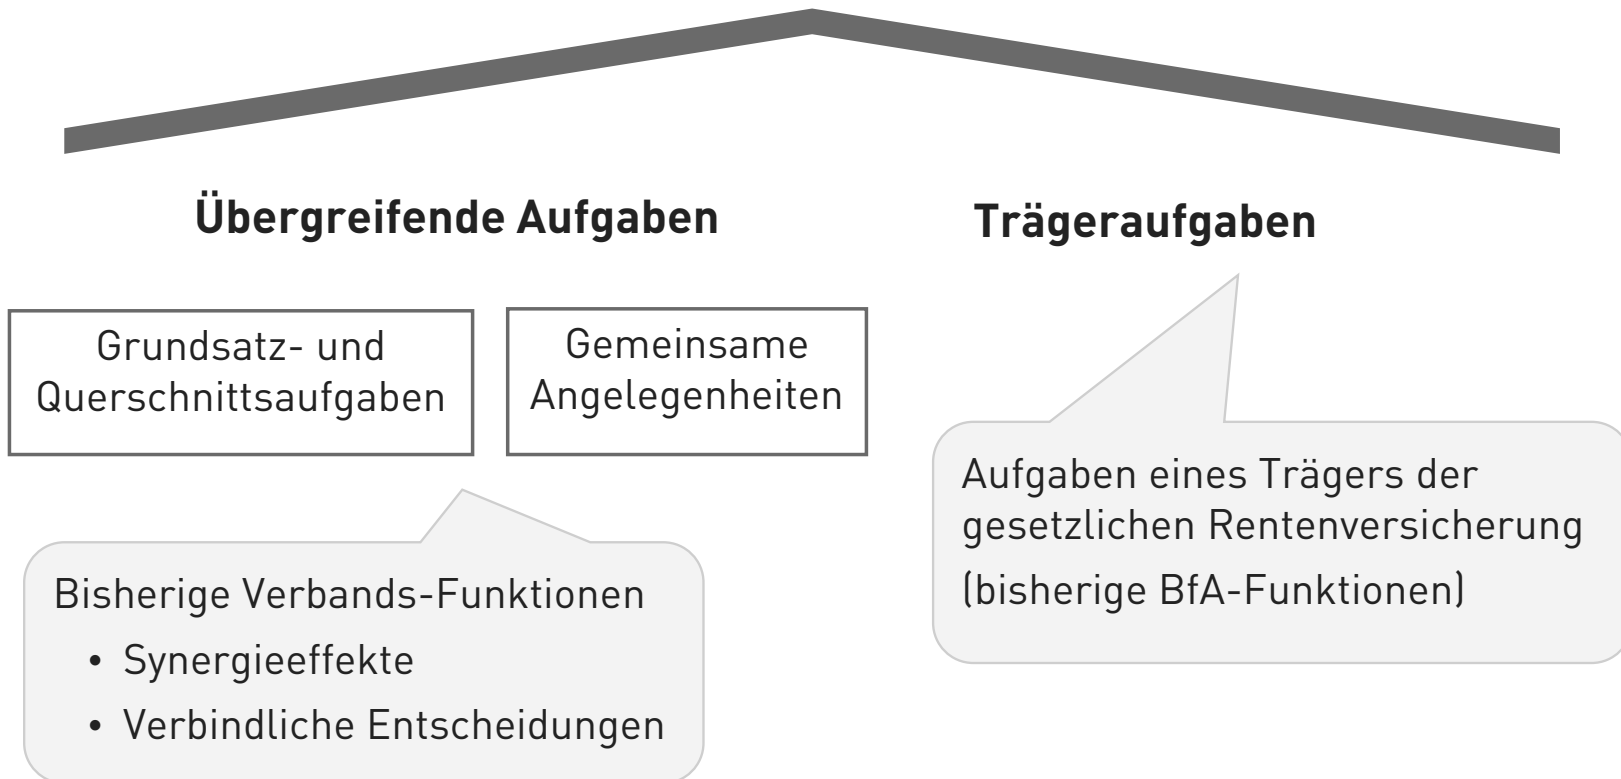 Übergreifende Aufgaben
Grundsatz- und
Querschnittsaufgaben
Gemeinsame
Angelegenheiten
Bisherige Verbands-Funktionen
• Synergieeffekte
• Verbindliche Entscheidungen
Trägeraufgaben
Aufgaben eines Trägers der
gesetzlichen Rentenversicherung
(bisherige BfA-Funktionen)